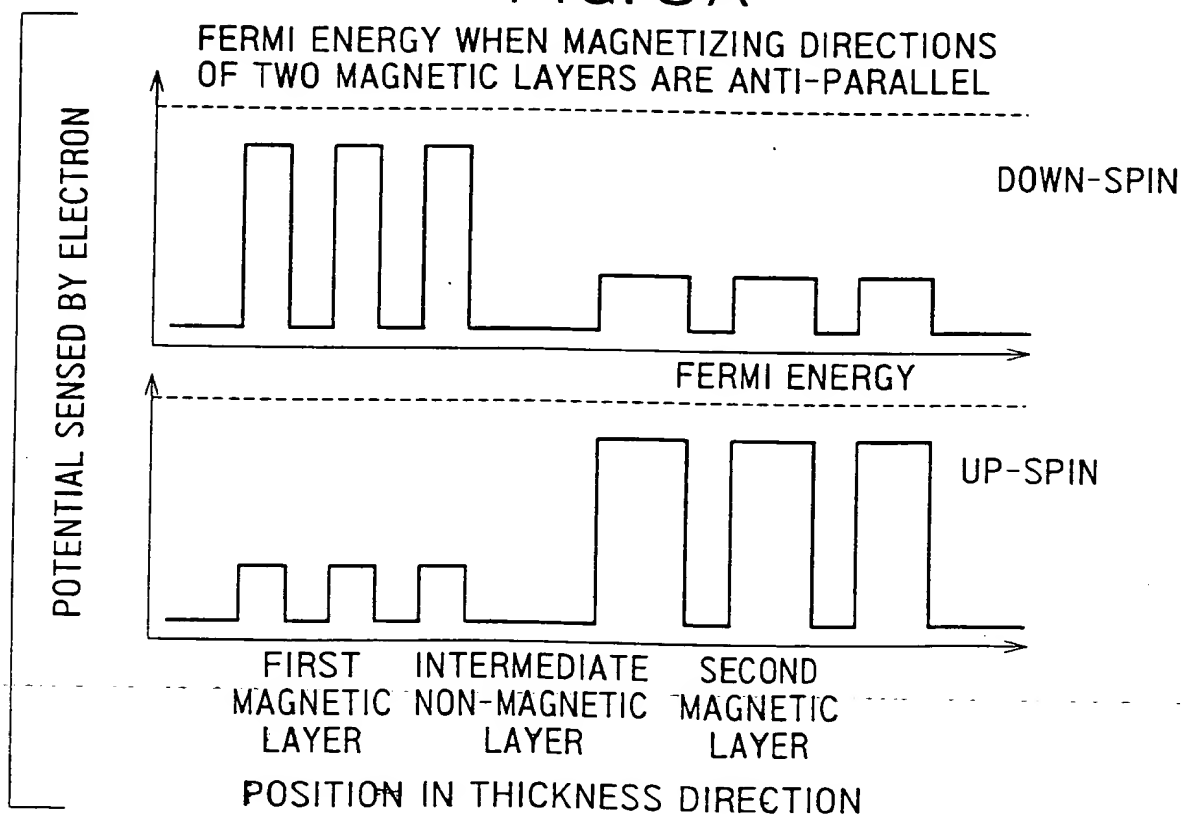 FERMI ENERGY WHEN MAGNETIZING DIRECTIONS
OF TWO MAGNETIC LAYERS ARE ANTI-PARALLEL
POTENTIAL SENSED BY ELECTRON
DOWN-SPIN
FERMI ENERGY
UP-SPIN
FIRST
MAGNETIC
LAYER
INTERMEDIATE
NON-MAGNETIC
LAYER
SECOND
MAGNETIC
LAYER
POSITION IN THICKNESS DIRECTION